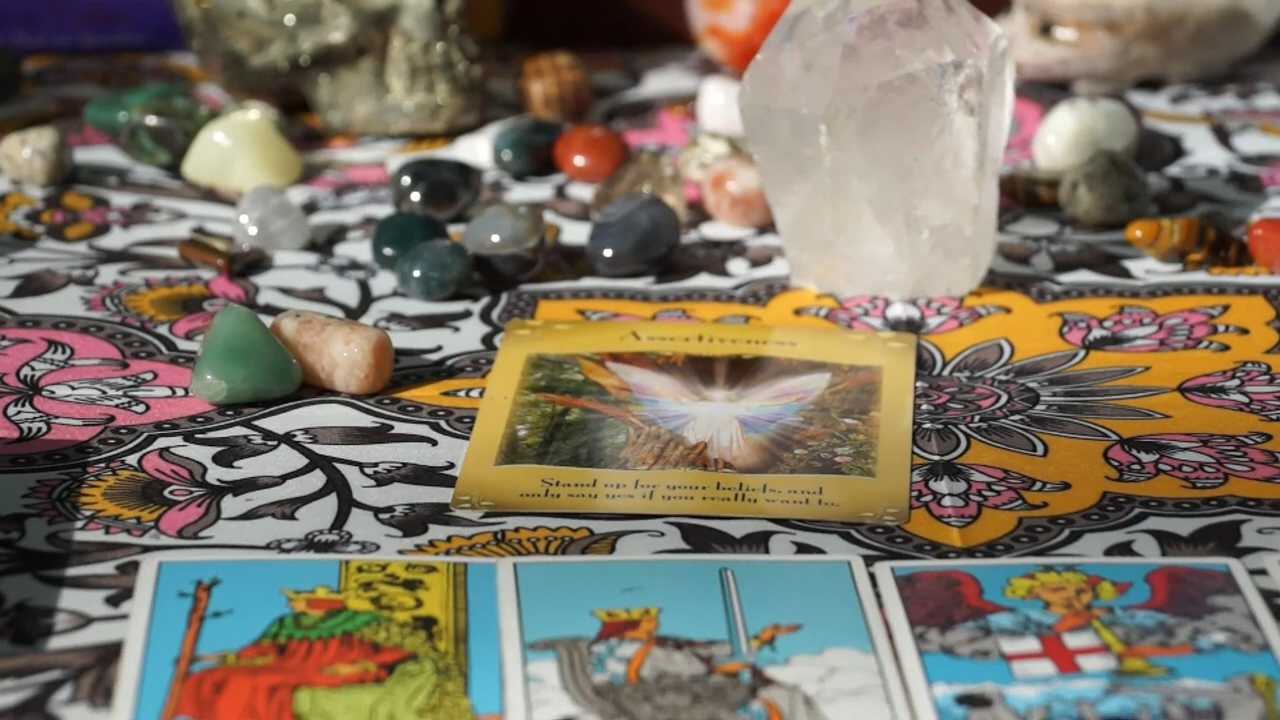 Assertiveness
Stand up for your beliefs, and
only say yes if you really want to.